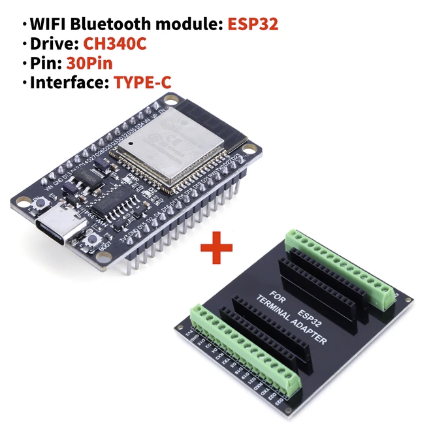 · WIFI Bluetooth module: ESP32
· Drive: CH340C
· Pin: 30Pin
· Interface: TYPE-C
+
FOR ESP32
TERMINAL ADAPTER